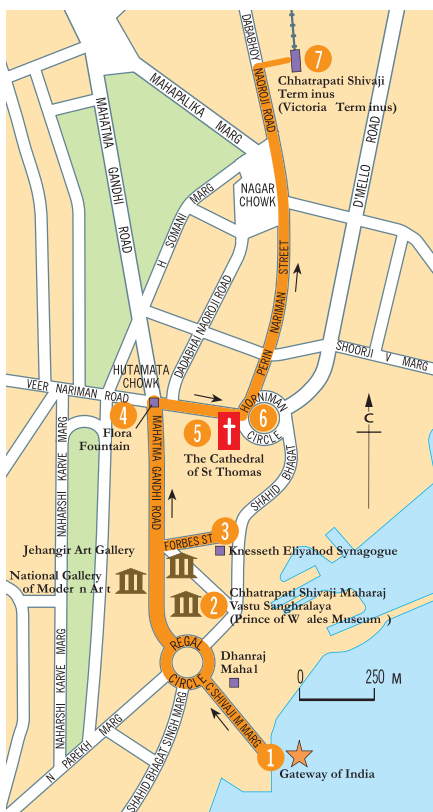 DABABHOY
NAOROJI ROAD
7
Chhatrapati Shivaji
Term inus
(Victoria Term inus)
MAHAPALIKA MARG
MAHATMA
GANDHI
ROAD
D'MELLO ROAD
NAGAR
CHOWK
H SOMANI MARG
DADABHAI NAOROJI ROAD
PERIN NARIMAN STREET
SHOORJI V MARG
HUTAMATA
CHOWK
VEER NARIMAN ROAD
4
Flora
Fountain
5
6
HORNIMAN
CIRCLE
The Cathedral
of St Thomas
C
SHAHID BHAGAT
NAHARSHI KARVE MARG
MAHATMA GANDHI ROAD
FORBES ST
3
Jehangir Art Gallery
Knesseth Eliyahod Synagogue
National Gallery
of Moder n Ar t
2
Chhatrapati Shivaji Maharaj
Vastu Sanghralaya
(Prince of W ales Museum )
REGAL
CIRCLE
Dhanraj
Mahal
0 250 M
NAHARSHI KARVE MARG
C SHIVAJI M MARG
N PAREKH MARG
SHAHID BHAGAT SINGH MARG
1
Gateway of India